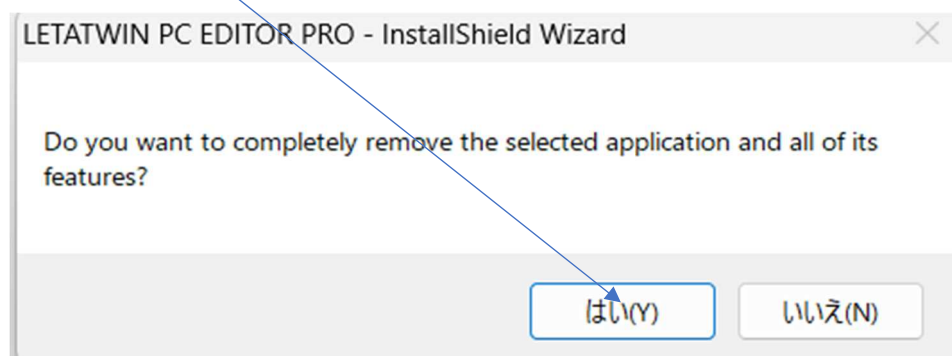 LETATWIN PC EDITOR PRO - InstallShield Wizard
Do you want to completely remove the selected application and all of its
features?
はい(Y)
いいえ(N)